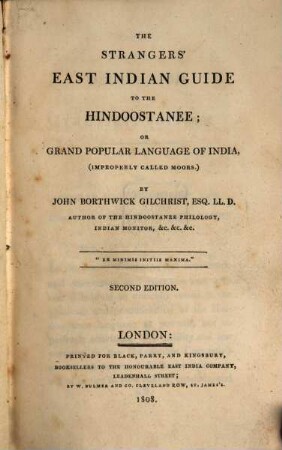 THE
STRANGERS'
EAST INDIAN GUIDE
TO THE
HINDOOSTANEE;
OR
GRAND POPULAR LANGUAGE OF INDIA,
(IMPROPERLY CALLED MOORS.)
BY
JOHN BORTHWICK GILCHRIST, ESQ. LL. D.
AUTHOR OF THE HINDOOSTANEE PHILOLOGY,
INDIAN MONITOR, &c. &c. &c.
"EX MINIMIS INITIIS MAXIMA."
SECOND EDITION.
LONDON:
PRINTED FOR BLACK, PARRY, AND KINGSBURY,
BOOKSELLERS TO THE HONOURABLE EAST INDIA COMPANY,
LEADENHALL STREET;
BY W. BULMER AND CO. CLEVELAND ROW, ST. JAMES'S.
1808.